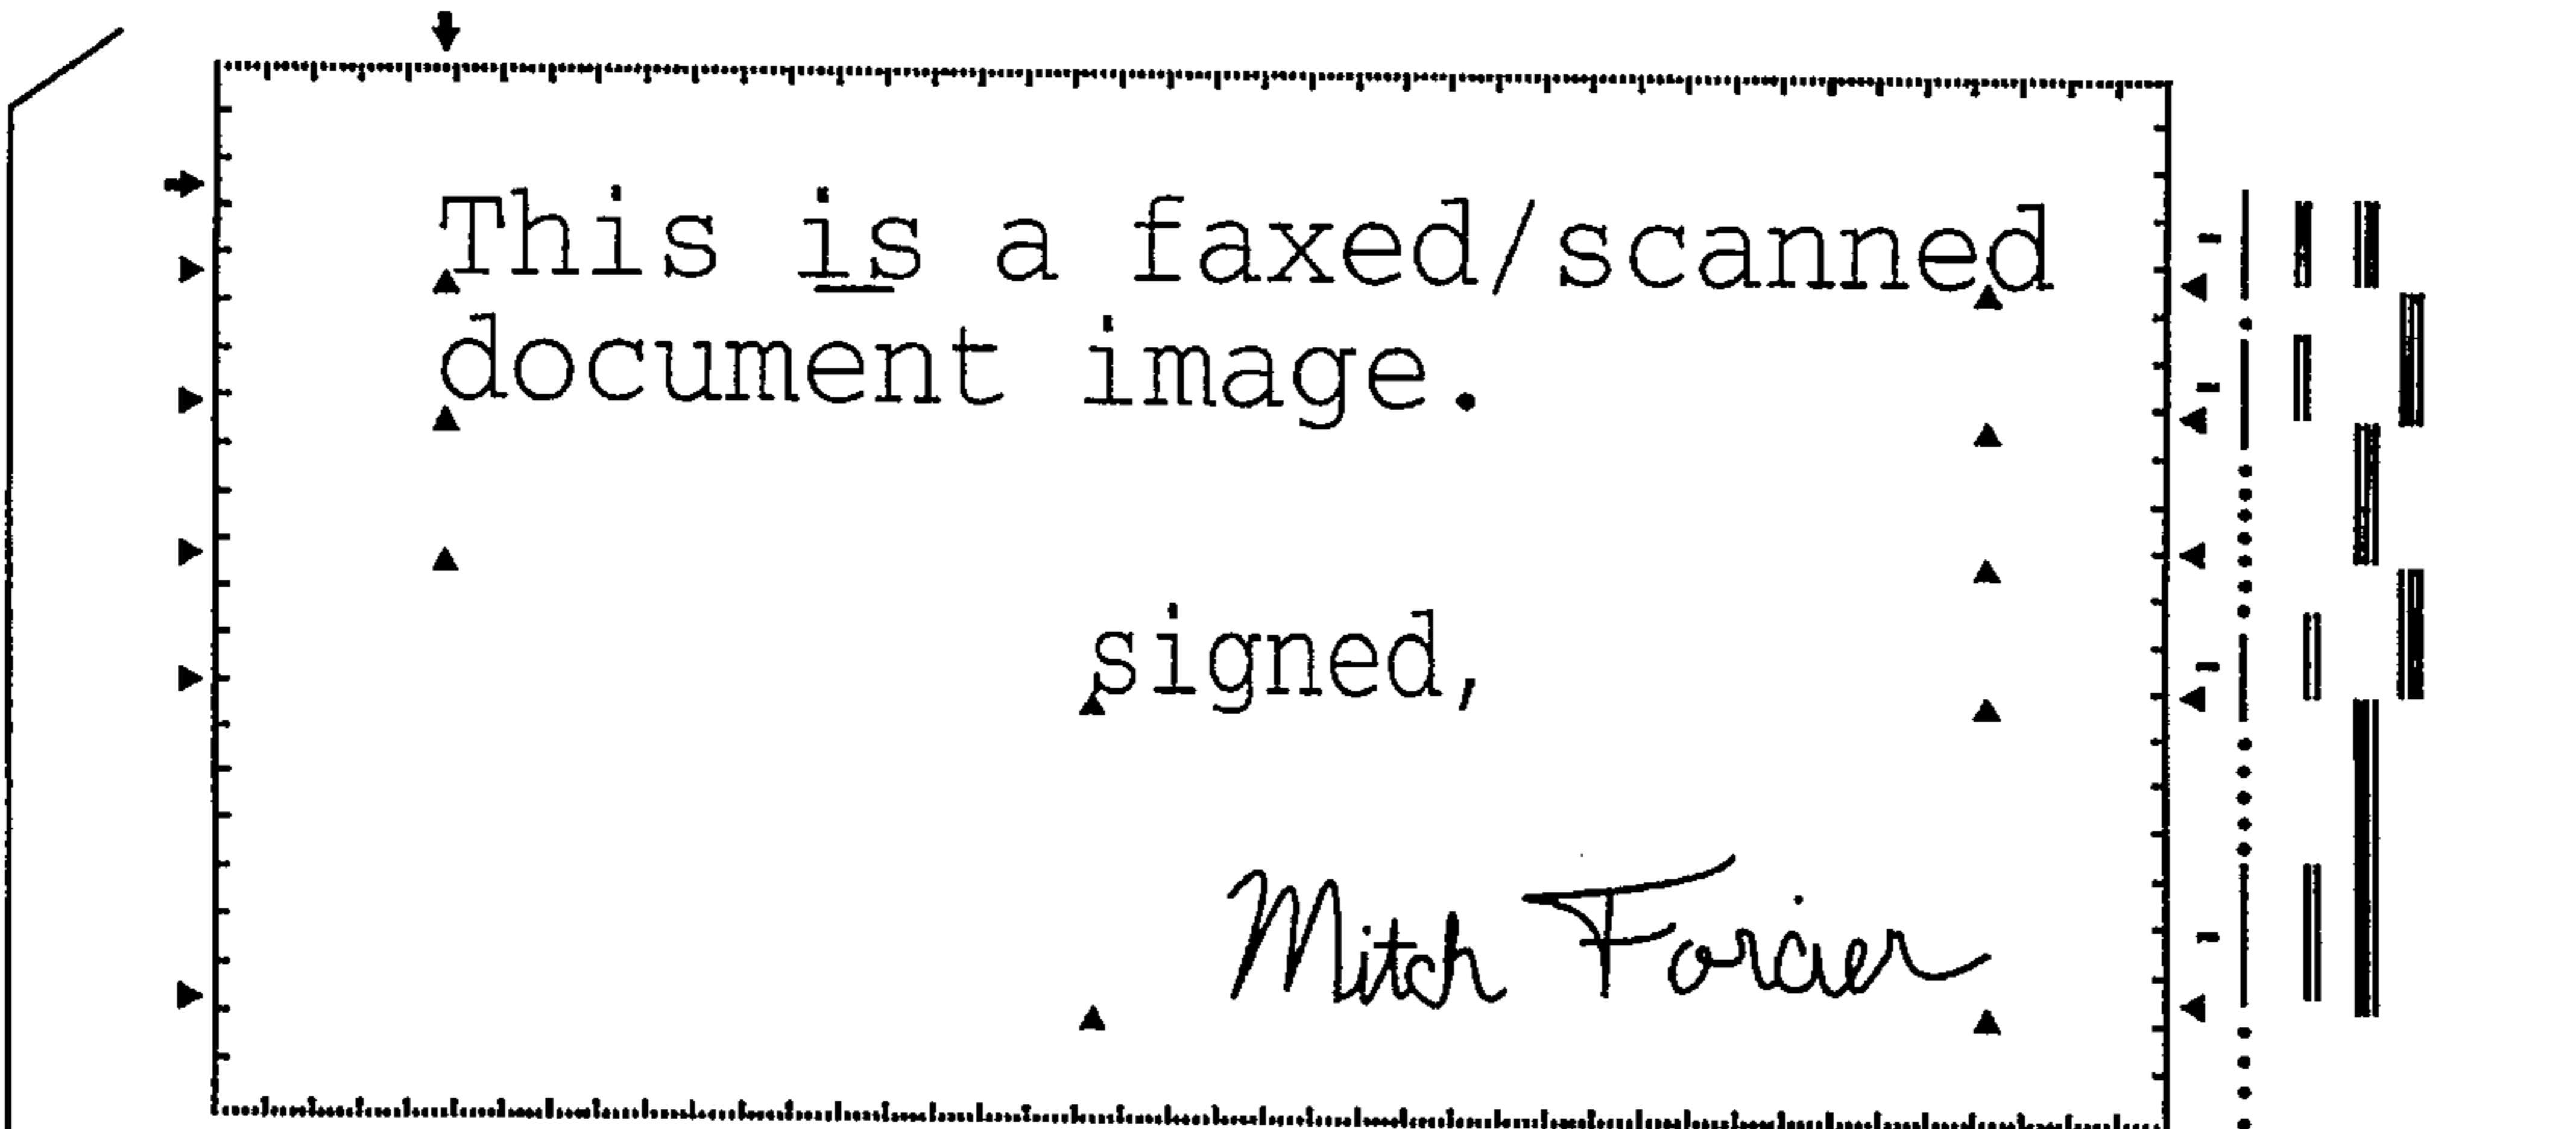 This is a faxed/scanned
document image.
signed,
Mitch Forcier